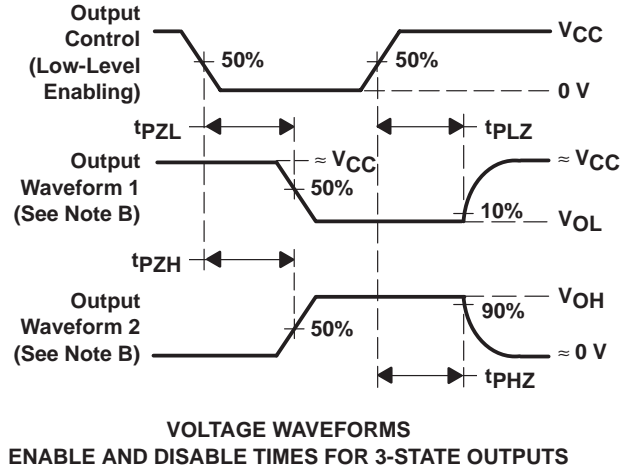 Output
Control
(Low-Level
Enabling)
50%
50%
VCC
0 V
tPZL
tPLZ
Output
Waveform 1
(See Note B)
≈ VCC
50%
≈ VCC
10%
VOL
tPZH
Output
Waveform 2
(See Note B)
50%
VOH
90%
≈ 0 V
tPHZ
VOLTAGE WAVEFORMS
ENABLE AND DISABLE TIMES FOR 3-STATE OUTPUTS